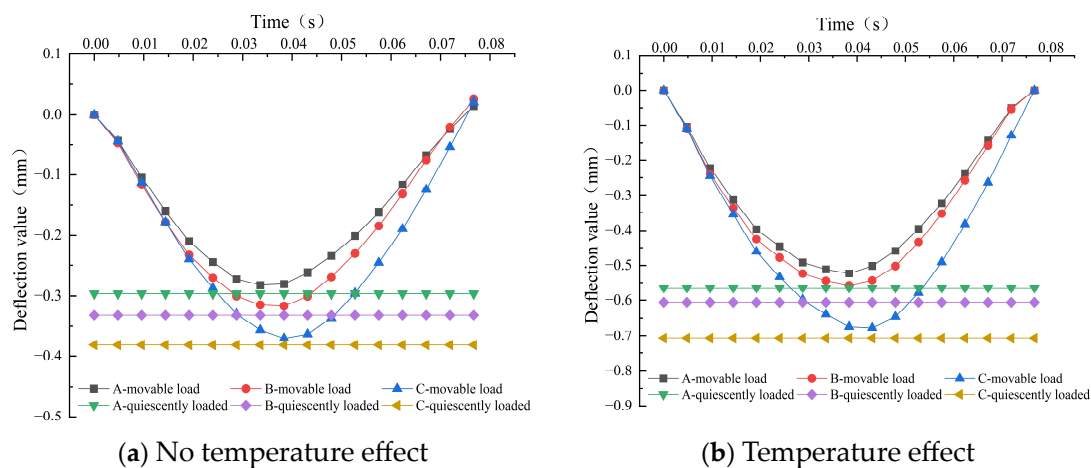 Time（s）
0.00 0.01 0.02 0.03 0.04 0.05 0.06 0.07 0.08
0.1
0.0
−0.1
−0.2
−0.3
−0.4
−0.5
Deflection value（mm）
A-movable load B-movable load C-movable load
A-quiescently loaded B-quiescently loaded C-quiescently loaded
(a) No temperature effect
Time（s）
0.00 0.01 0.02 0.03 0.04 0.05 0.06 0.07 0.08
0.1
0.0
−0.1
−0.2
−0.3
−0.4
−0.5
−0.6
−0.7
−0.8
−0.9
Deflection value（mm）
A-movable load B-movable load C-movable load
A-quiescently loaded B-quiescently loaded C-quiescently loaded
(b) Temperature effect